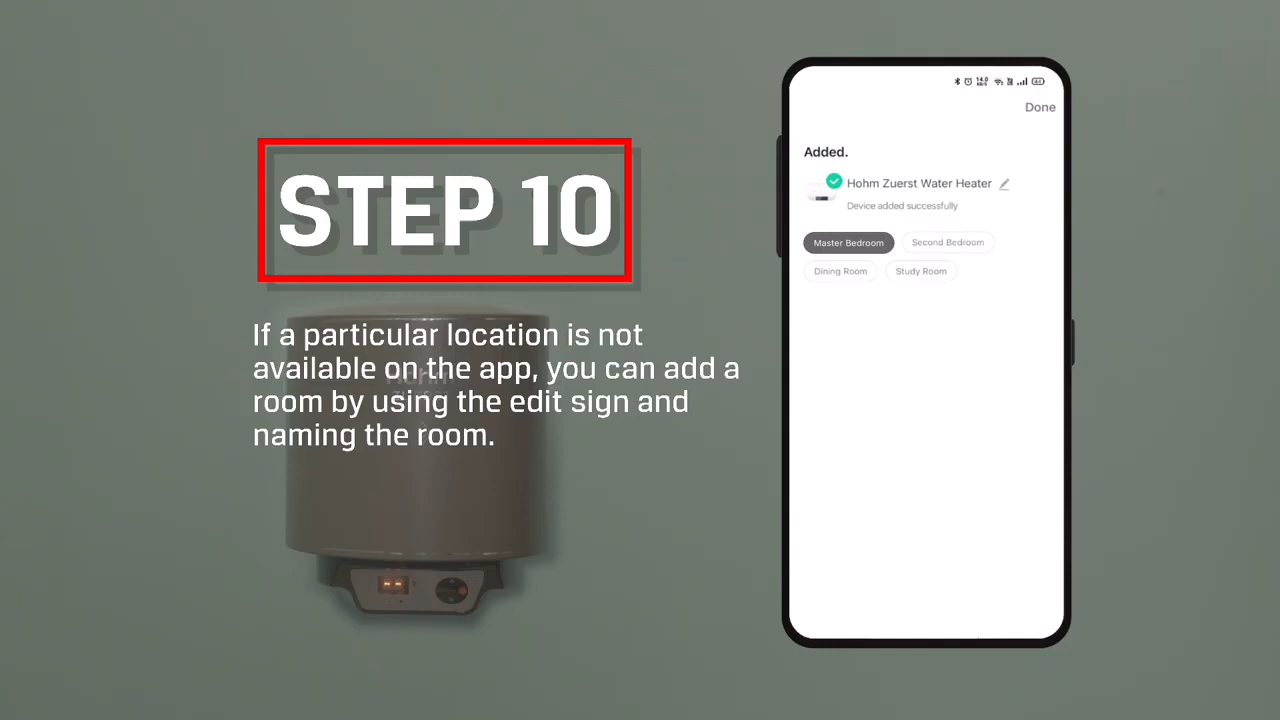 STEP 10
If a particular location is not
available on the app, you can add a
room by using the edit sign and
naming the room.
Done
Added.
Hohm Zuerst Water Heater
Device added successfully
Master Bedroom
Second Bedroom
Dining Room
Study Room